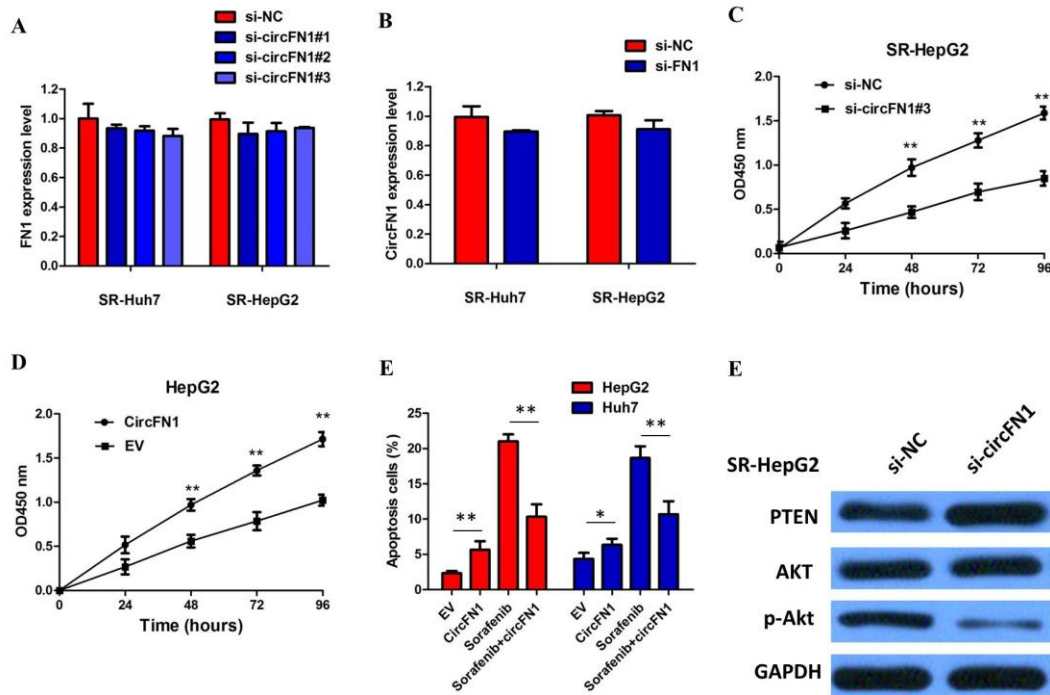 A
si-NC
si-circFN1#1
si-circFN1#2
si-circFN1#3
FN1 expression level
1.4
1.2
1.0
0.8
0.6
0.4
0.2
0.0
SR-Huh7
SR-HepG2
B
si-NC
si-FN1
CircFN1 expression level
1.4
1.2
1.0
0.8
0.6
0.4
0.2
0.0
SR-Huh7
SR-HepG2
C
SR-HepG2
si-NC
si-circFN1#3
OD450 nm
2.0
1.5
1.0
0.5
0.0
**
**
**
0
24
48
72
96
Time (hours)
D
HepG2
CircFN1
EV
OD450 nm
2.0
1.5
1.0
0.5
0.0
**
**
**
0
24
48
72
96
Time (hours)
E
HepG2
Huh7
Apoptosis cells (%)
25
20
15
10
5
0
**
**
*
**
EV
CircFN1
Sorafenib
Sorafenib+circFN1
EV
CircFN1
Sorafenib
Sorafenib+circFN1
E
SR-HepG2
si-NC
si-circFN1
PTEN
AKT
p-Akt
GAPDH